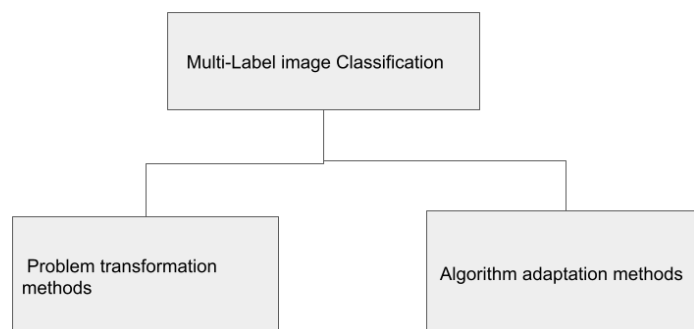 Multi-Label image Classification
Problem transformation
methods
Algorithm adaptation methods